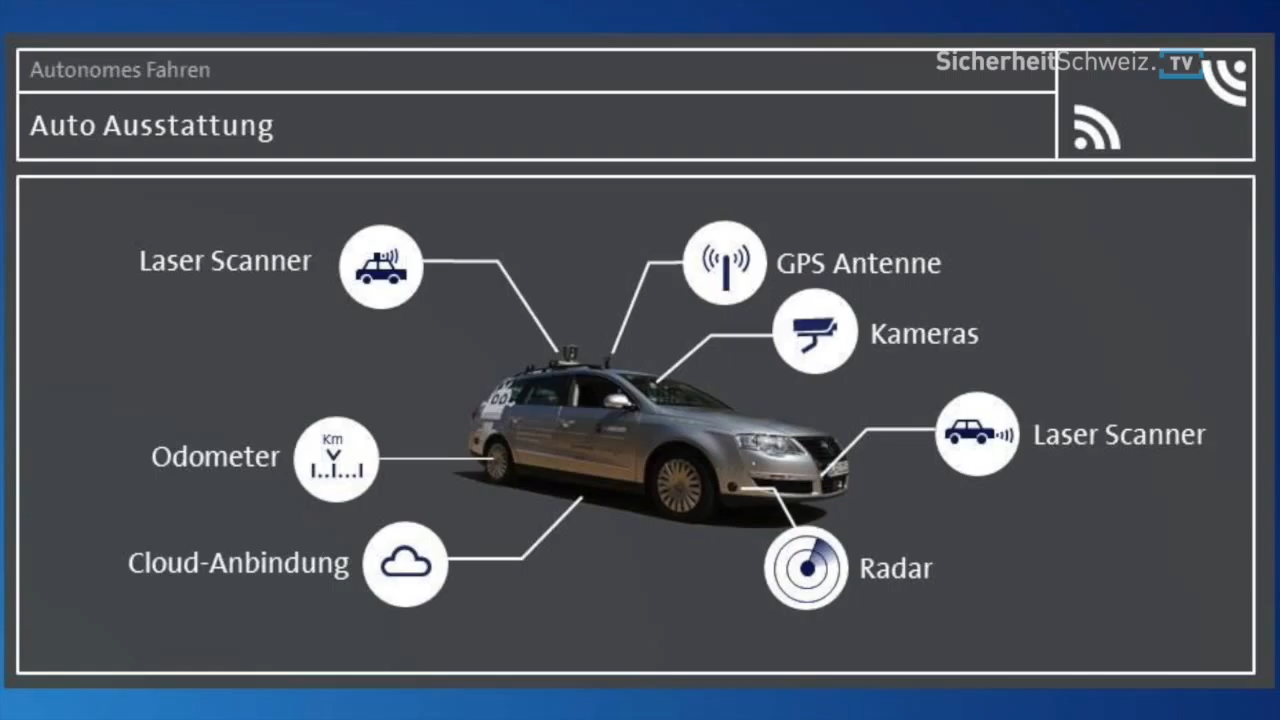 Autonomes Fahren
SicherheitSchweiz. TV
Auto Ausstattung
Laser Scanner
GPS Antenne
Kameras
Laser Scanner
Odometer
Km
Cloud-Anbindung
Radar